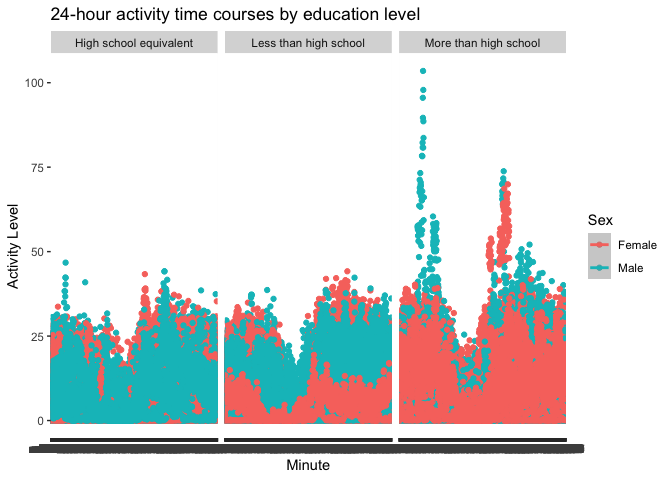 24-hour activity time courses by education level
High school equivalent
Less than high school
More than high school
100
75
50
25
0
Activity Level
Minute
Sex
Female
Male